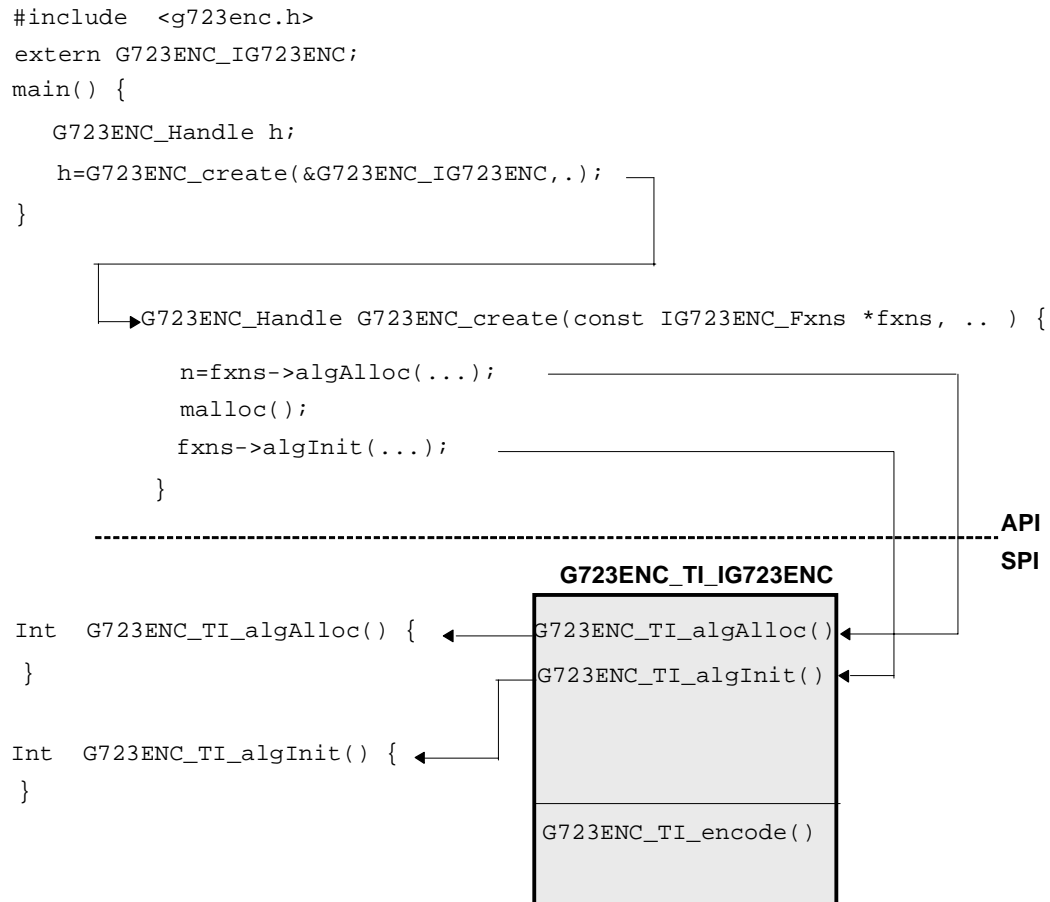 #include <g723enc.h>
extern G723ENC_IG723ENC;
main() {
G723ENC_Handle h;
h=G723ENC_create(&G723ENC_IG723ENC,.);
}
G723ENC_Handle G723ENC_create(const IG723ENC_Fxns *fxns, .. ) {
n=fxns->algAlloc(...);
malloc();
fxns->algInit(...);
}
API
SPI
G723ENC_TI_IG723ENC
Int G723ENC_TI_algAlloc() { G723ENC_TI_algAlloc()
} G723ENC_TI_algInit()
Int G723ENC_TI_algInit() {
}
G723ENC_TI_encode()